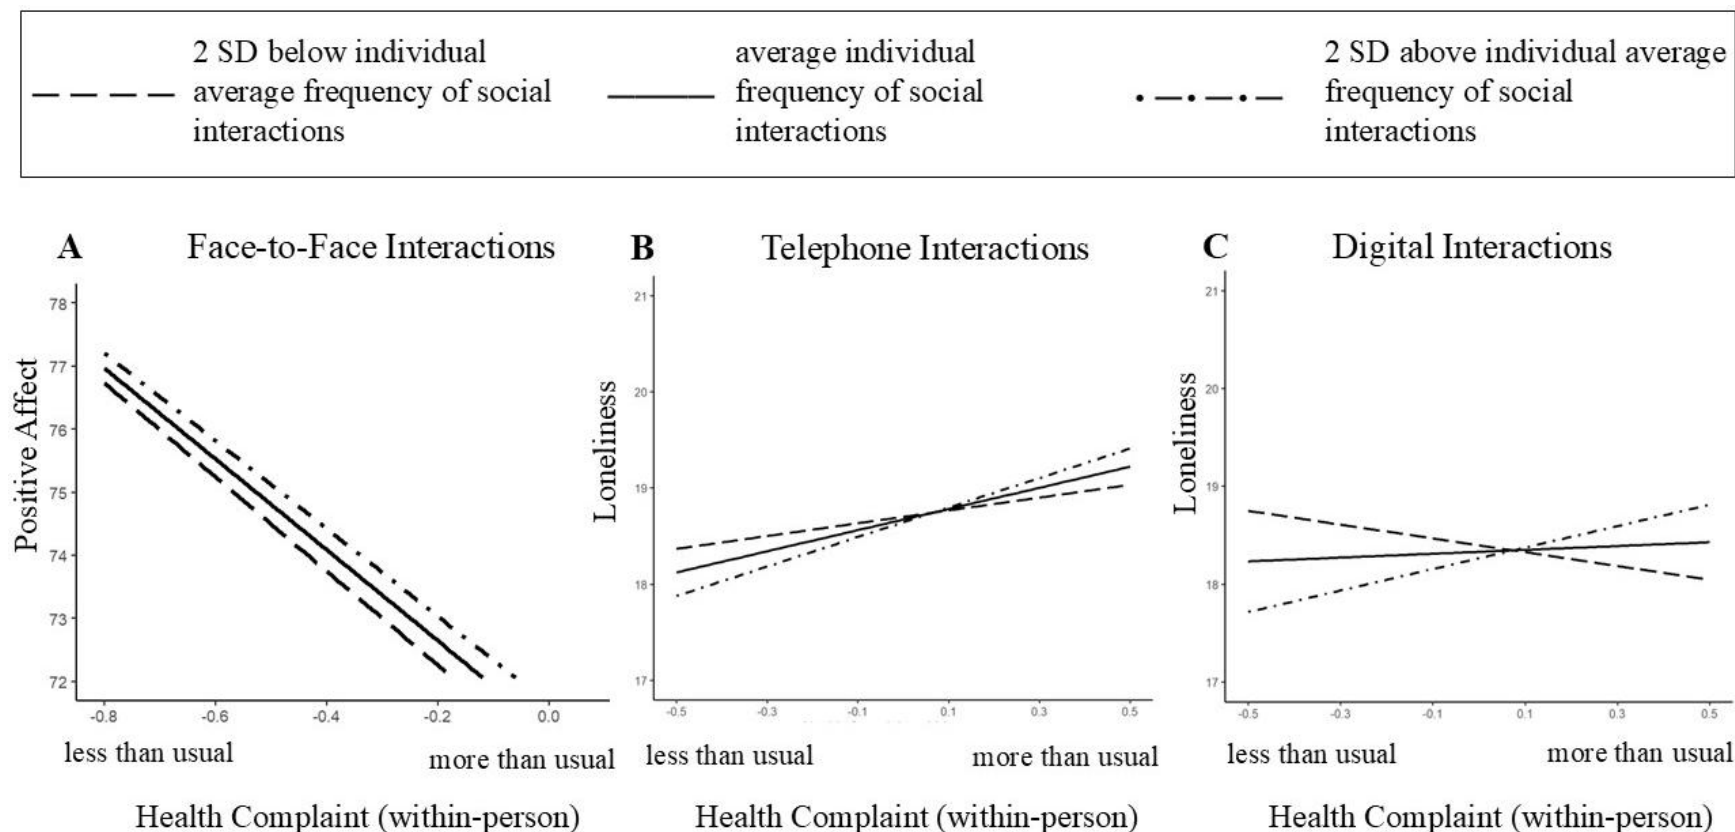 2 SD below individual
average frequency of social
interactions
average individual
frequency of social
interactions
2 SD above individual average
frequency of social
interactions
A Face-to-Face Interactions
Positive Affect
78
77
76
75
74
73
72
-0.8 -0.6 -0.4 -0.2 0.0
less than usual more than usual
Health Complaint (within-person)
B Telephone Interactions
Loneliness
21
20
19
18
17
-0.5 -0.3 -0.1 0.1 0.3 0.5
less than usual more than usual
Health Complaint (within-person)
C Digital Interactions
Loneliness
21
20
19
18
17
-0.5 -0.3 -0.1 0.1 0.3 0.5
less than usual more than usual
Health Complaint (within-person)